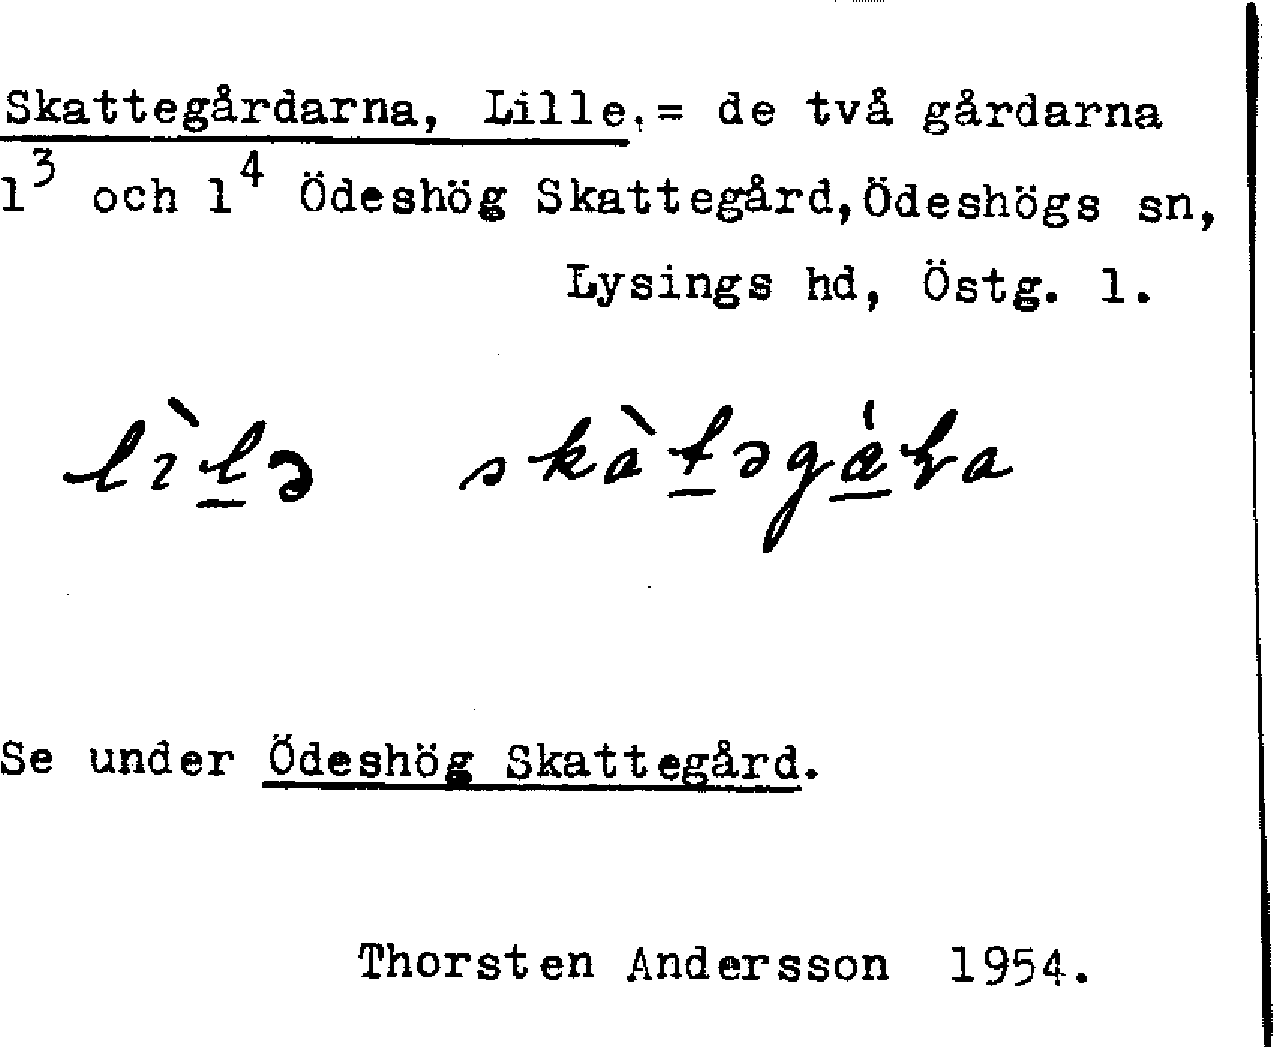 Skattegårdarna, Lille,= de två gårdarna
1³ och 1⁴ Ödeshög Skattegård,Ödeshögs sn,
Lysings hd, Östg. l.
Se under Ödeshög Skattegård.
Thorsten Andersson 1954.